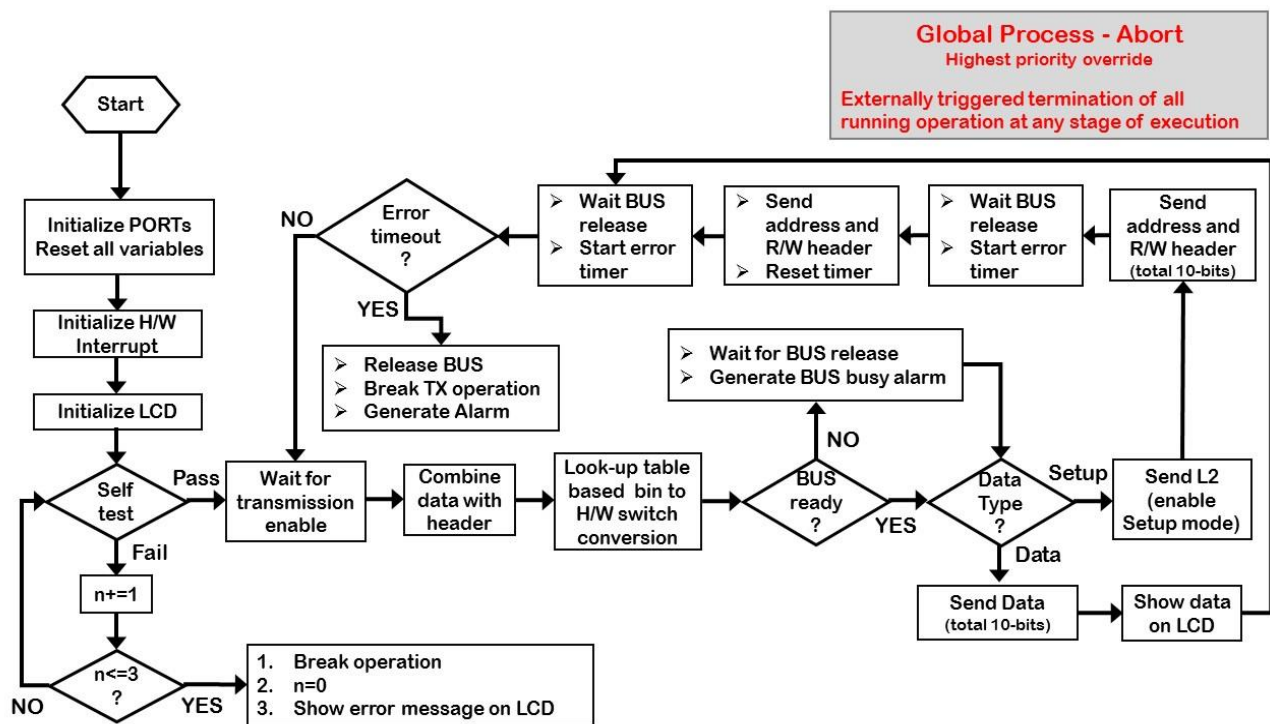 Global Process - Abort
Highest priority override
Externally triggered termination of all
running operation at any stage of execution
Start
Initialize PORTs
Reset all variables
Initialize H/W
Interrupt
Initialize LCD
Self
test
Pass
Fail
n+=1
n<=3
?
NO
YES
1. Break operation
2. n=0
3. Show error message on LCD
Wait for
transmission
enable
Combine
data with
header
Look-up table
based bin to
H/W switch
conversion
BUS
ready
?
NO
YES
➢ Wait for BUS release
➢ Generate BUS busy alarm
Data
Type
?
Setup
Data
Send L2
(enable
Setup mode)
Send Data
(total 10-bits)
Show data
on LCD
Send
address and
R/W header
(total 10-bits)
➢ Wait BUS
release
➢ Start error
timer
➢ Send
address and
R/W header
➢ Reset timer
➢ Wait BUS
release
➢ Start error
timer
Error
timeout
?
NO
YES
➢ Release BUS
➢ Break TX operation
➢ Generate Alarm